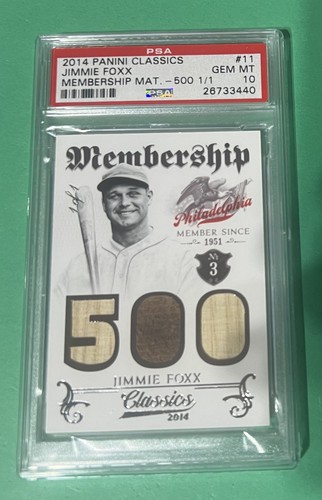 PSA
2014 PANINI CLASSICS #11
JIMMIE FOXX GEM MT
MEMBERSHIP MAT. - 500 1/1 10
PSA 26733440
Membership
Philadelphia
MEMBER SINCE
1951
No
3
500
JIMMIE FOXX
Classics
2014